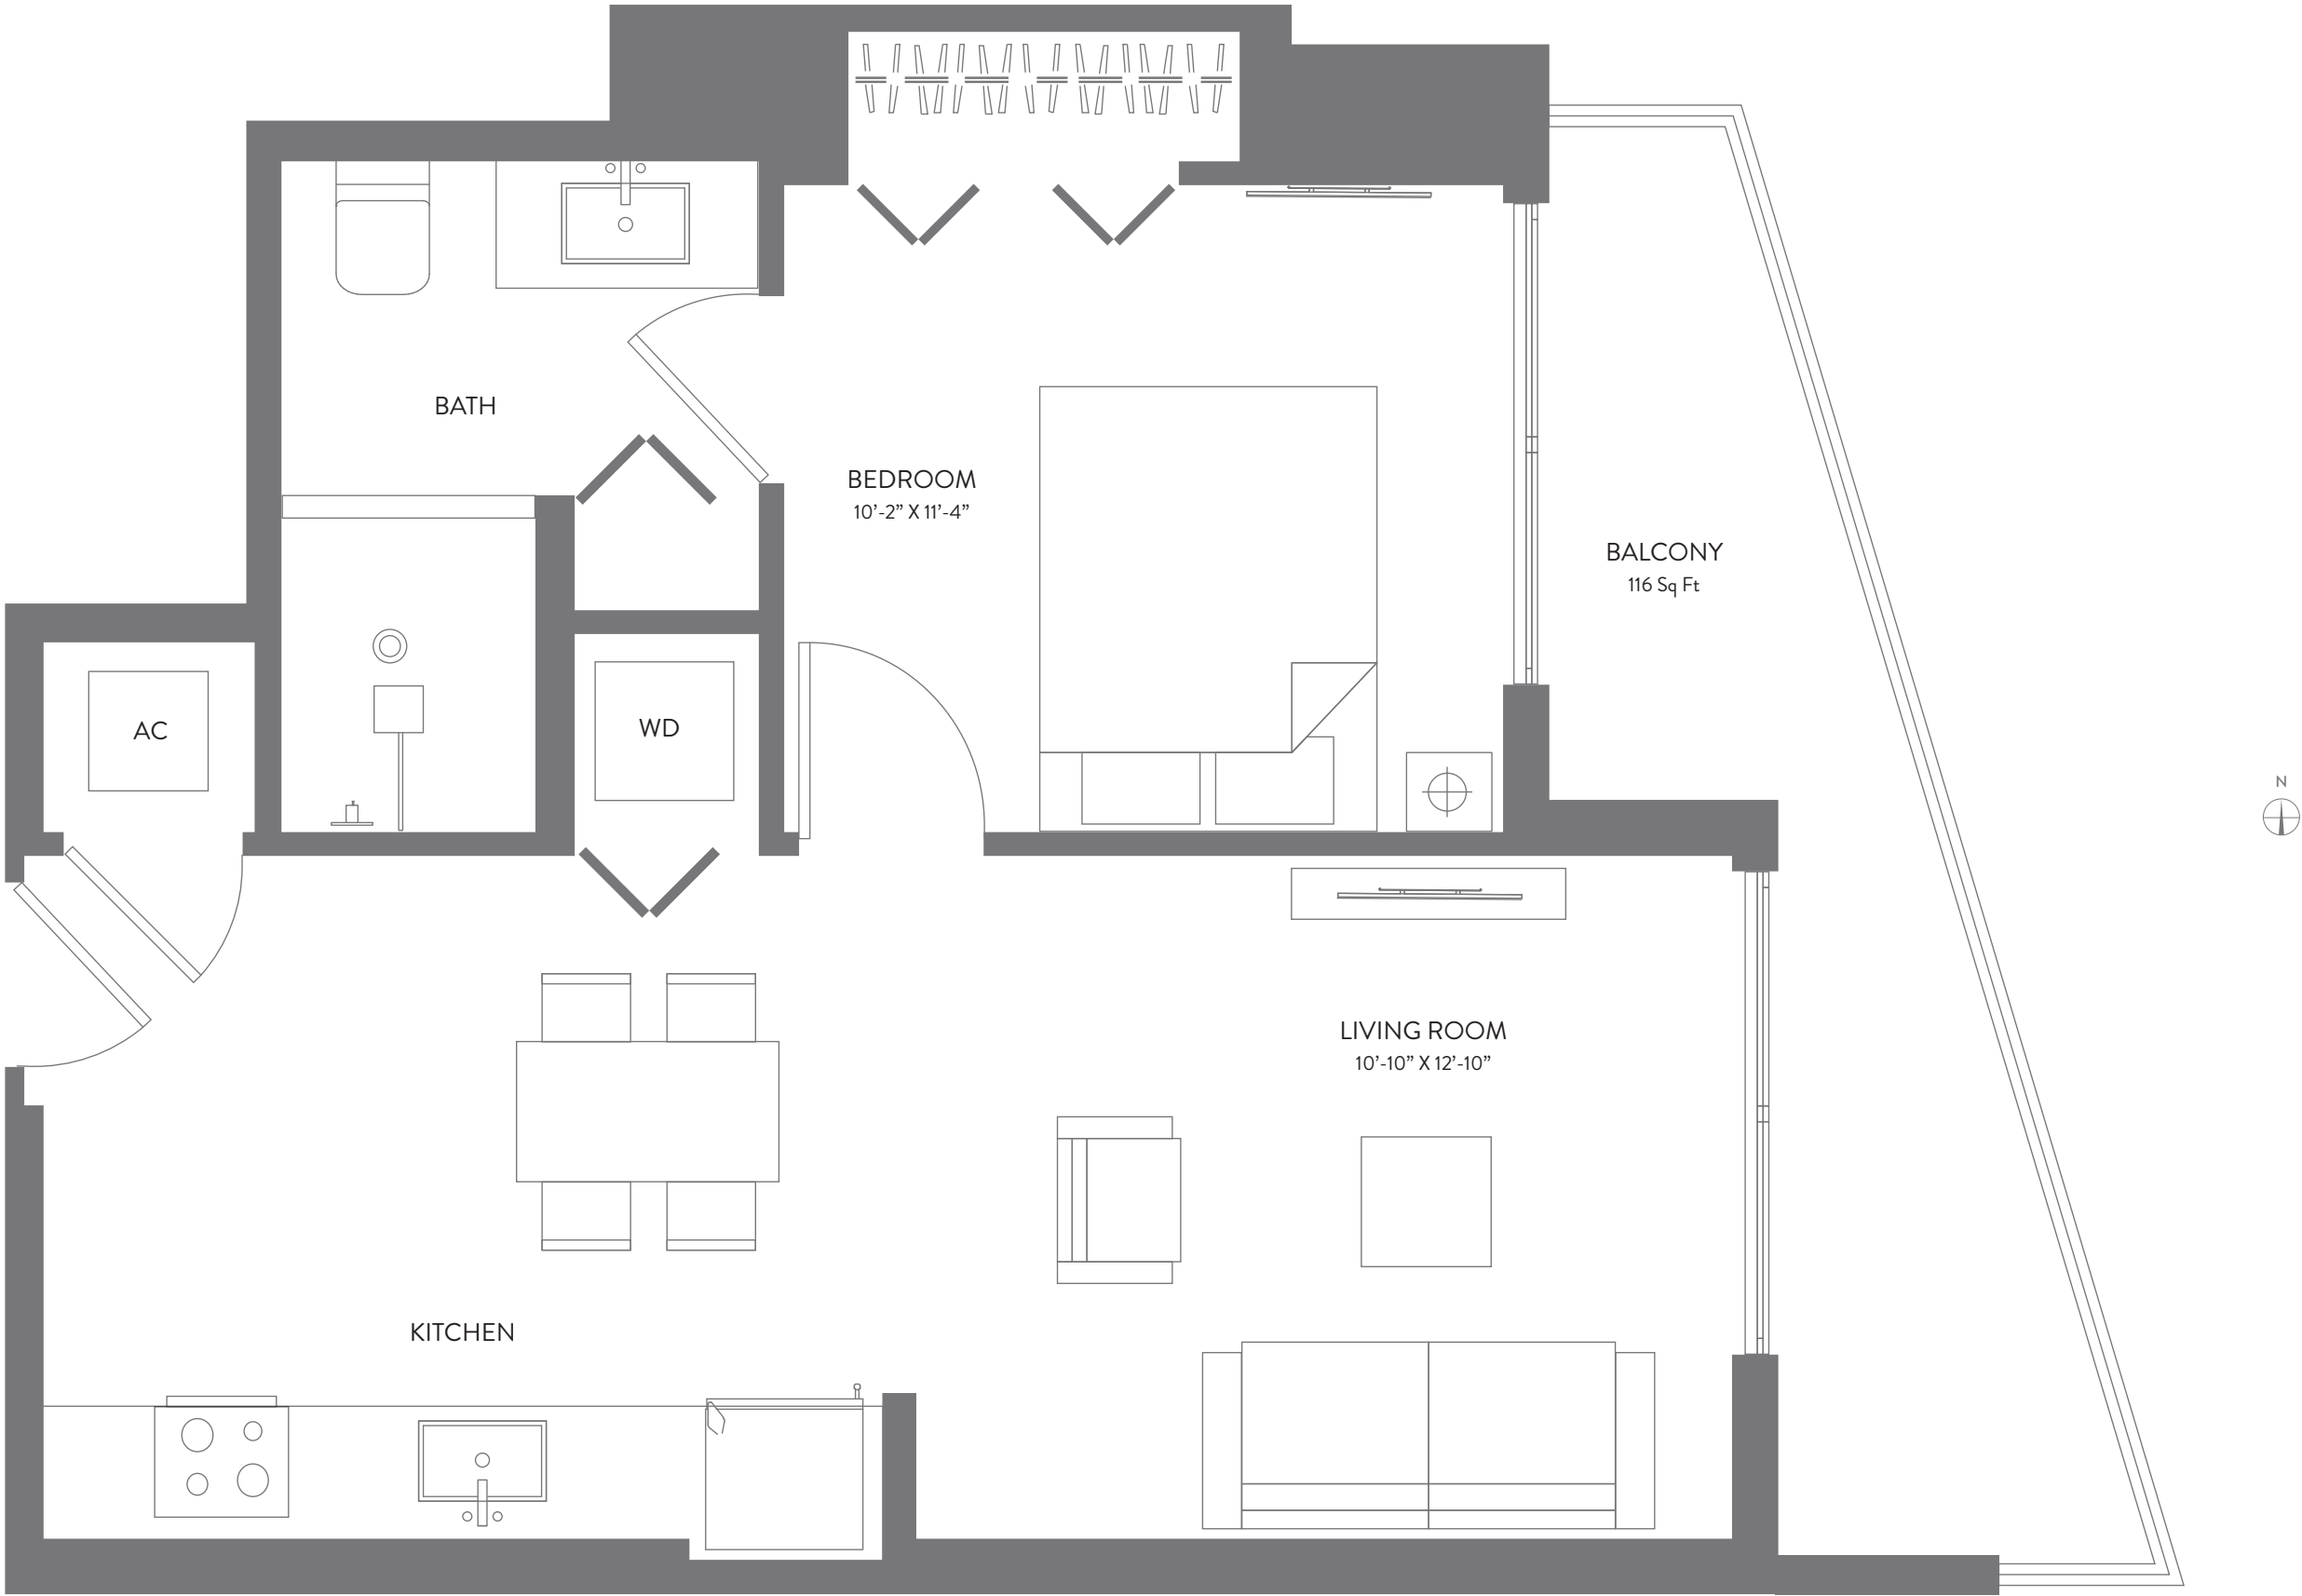 BATH
BEDROOM
10’-2” X 11’-4”
BALCONY
116 Sq Ft
AC
WD
N
LIVING ROOM
10’-10” X 12’-10”
KITCHEN